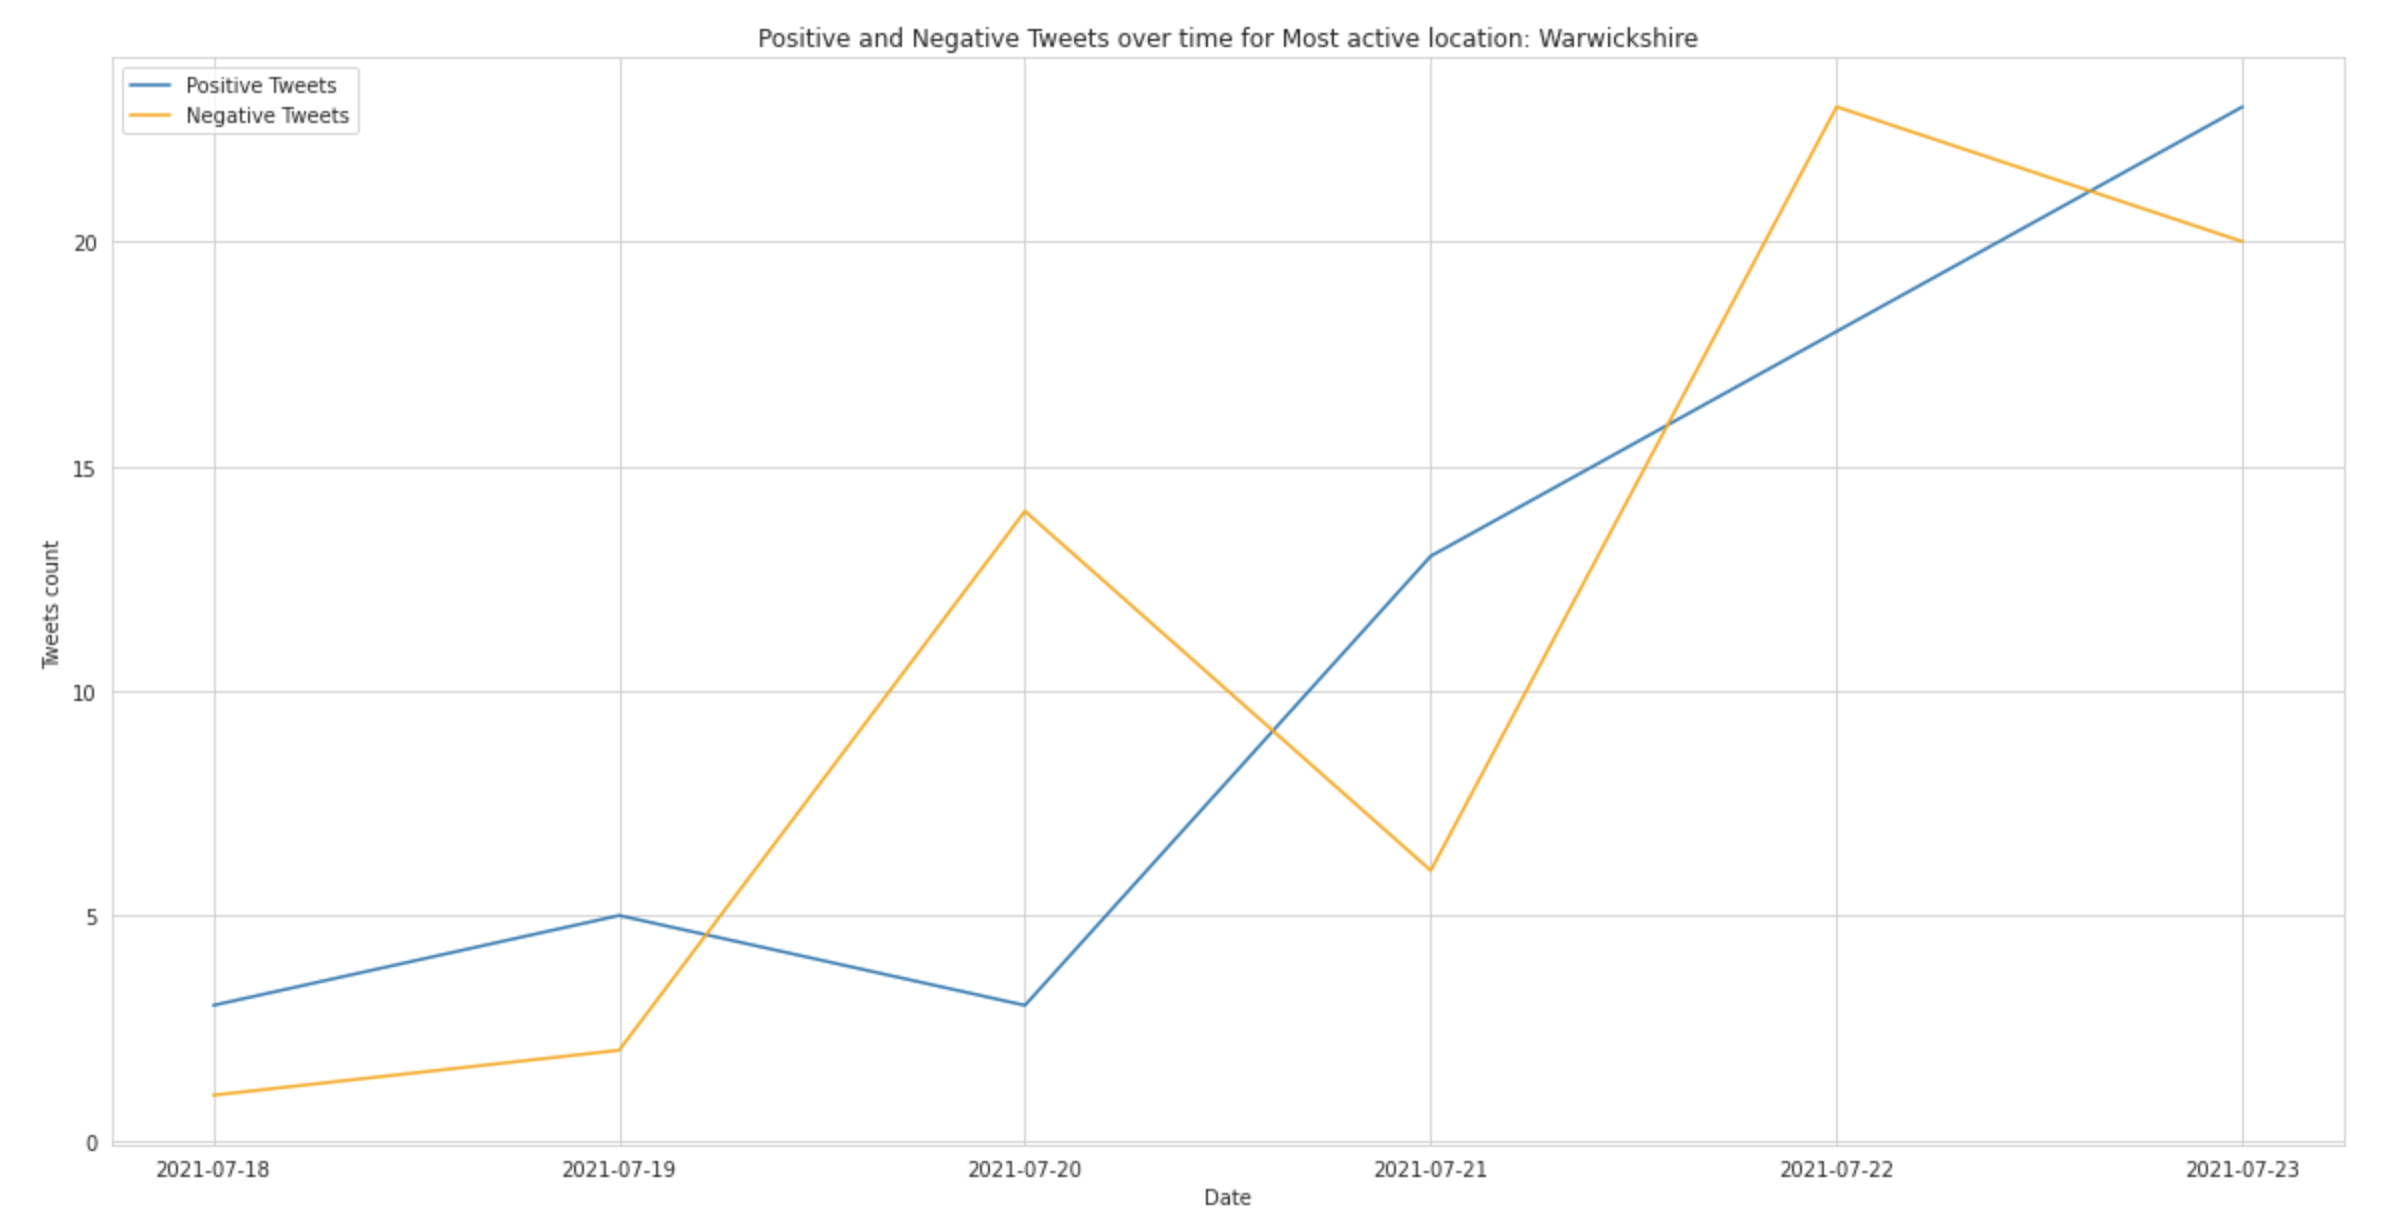 Positive and Negative Tweets over time for Most active location: Warwickshire
Positive Tweets
Negative Tweets
20
15
10
5
0
Tweets count
2021-07-18 2021-07-19 2021-07-20 2021-07-21 2021-07-22 2021-07-23
Date